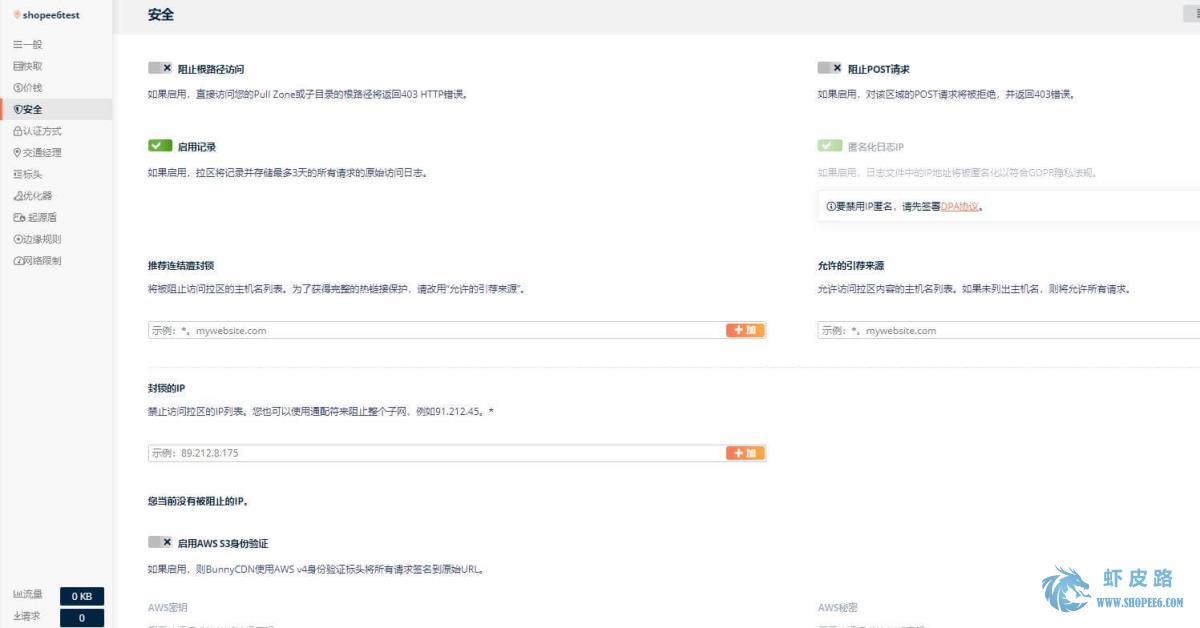 shopee6test
安全
一般
快取
价钱
安全
认证方式
交通经理
标头
优化器
起源盾
边缘规则
网络限制
流量 0 KB
请求 0
阻止根路径访问
如果启用，直接访问您的Pull Zone或子目录的根路径将返回403 HTTP错误。
阻止POST请求
如果启用，对该区域的POST请求将被拒绝，并返回403错误。
启用记录
如果启用，拉区将记录并存储最多3天的所有请求的原始访问日志。
匿名化日志IP
如果启用，日志文件中的IP地址将被匿名化以符合GDPR隐私法规。
要禁用IP匿名，请先签署DPA协议。
推荐连结遭封锁
将被阻止访问拉区的主机名列表。为了获得完整的热链接保护，请改用“允许的引荐来源”。
示例：*。mywebsite.com
加
允许的引荐来源
允许访问拉区内容的主机名列表。如果未列出主机名，则将允许所有请求。
示例：*。mywebsite.com
封锁的IP
禁止访问拉区的IP列表。您也可以使用通配符来阻止整个子网，例如91.212.45。*
示例：89.212.8.175
加
您当前没有被阻止的IP。
启用AWS S3身份验证
如果启用，则BunnyCDN使用AWS v4身份验证标头将所有请求签名到原始URL。
AWS密钥
AWS秘密
虾皮路
WWW.SHOPEE6.COM